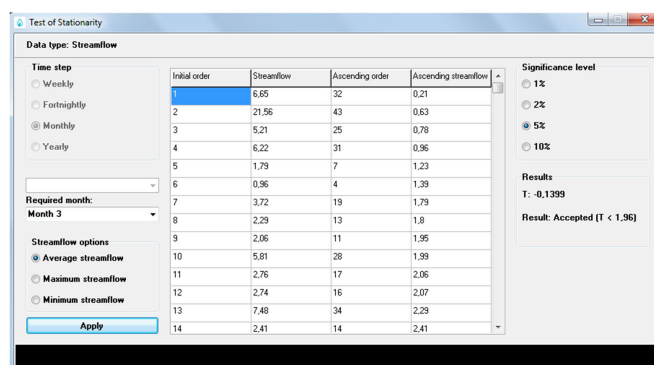 Test of Stationarity
Data type: Streamflow
Time step
Weekly
Fortnightly
Monthly
Yearly
Required month:
Month 3
Streamflow options
Average streamflow
Maximum streamflow
Minimum streamflow
Apply
Initial order Streamflow Ascending order Ascending streamflow
1 6,65 32 0,21
2 21,56 43 0,63
3 5,21 25 0,78
4 6,22 31 0,96
5 1,79 7 1,23
6 0,96 4 1,39
7 3,72 19 1,79
8 2,29 13 1,8
9 2,06 11 1,95
10 5,81 28 1,99
11 2,76 17 2,06
12 2,74 16 2,07
13 7,48 34 2,29
14 2,41 14 2,41
Significance level
1%
2%
5%
10%
Results
T: -0,1399
Result: Accepted (T < 1,96)